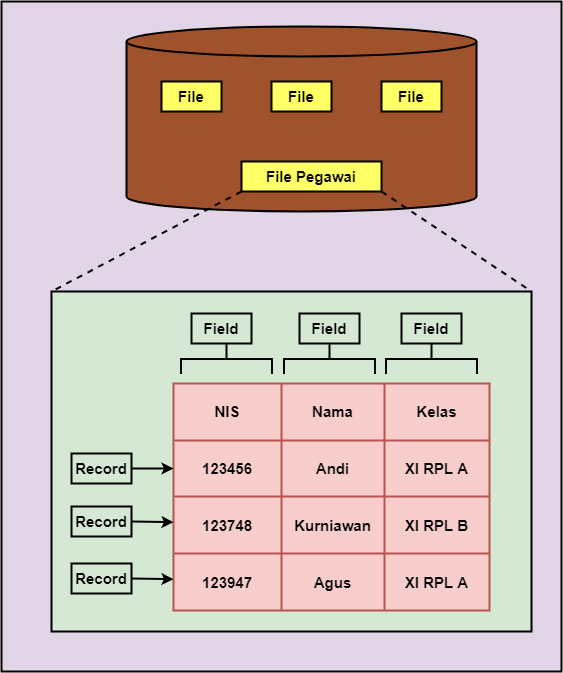 File
File
File
File Pegawai
Field
Field
Field
NIS
Nama
Kelas
Record
123456
Andi
XI RPL A
Record
123748
Kurniawan
XI RPL B
Record
123947
Agus
XI RPL A